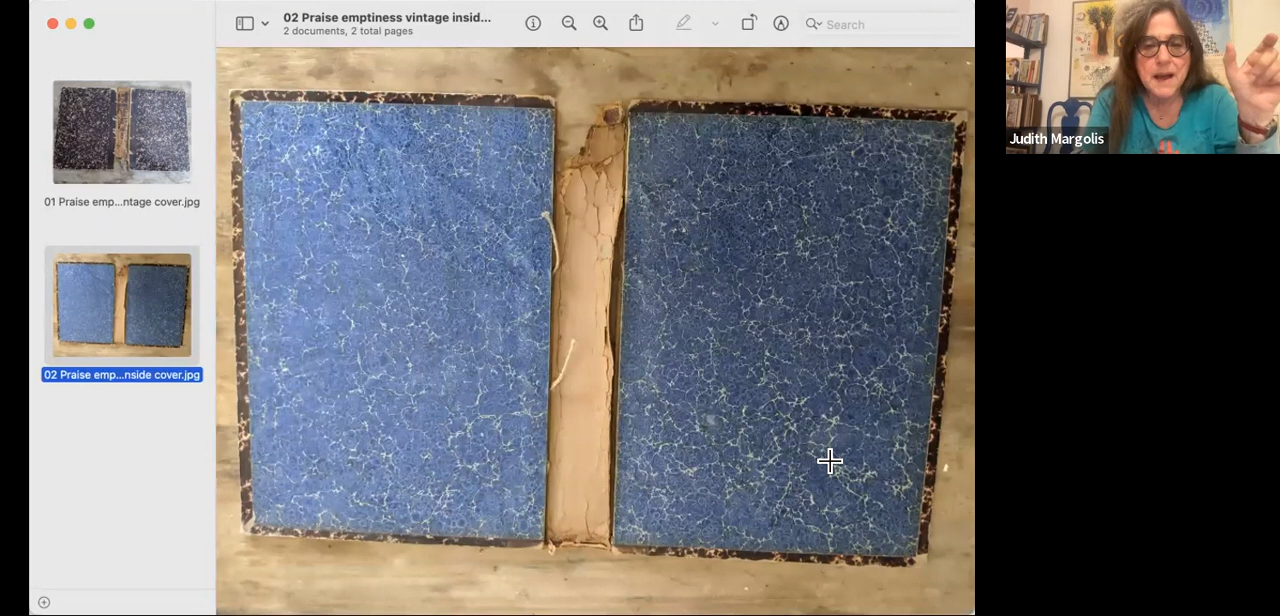 02 Praise emptiness vintage insid...
2 documents, 2 total pages
Search
01 Praise emp...ntage cover.jpg
02 Praise emp...nside cover.jpg
Judith Margolis